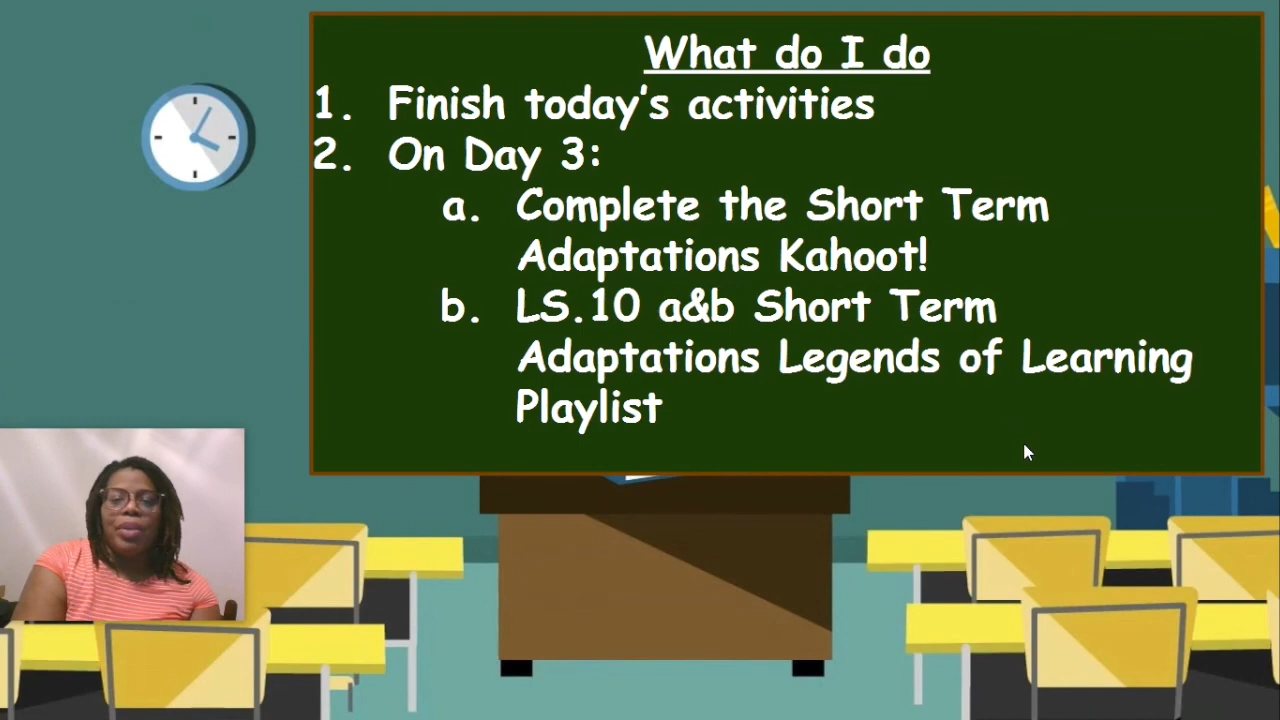 What do I do
1. Finish today's activities
2. On Day 3:
a. Complete the Short Term
Adaptations Kahoot!
b. LS.10 a&b Short Term
Adaptations Legends of Learning
Playlist